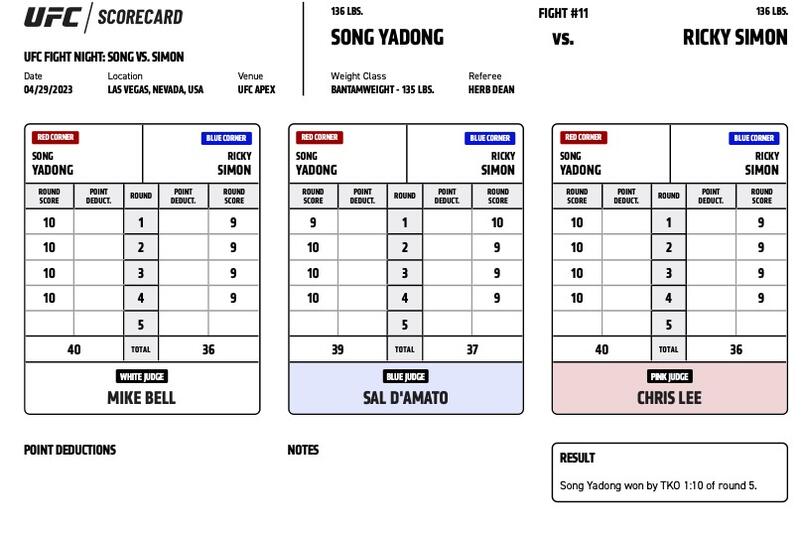 UFC / SCORECARD
UFC FIGHT NIGHT: SONG VS. SIMON
Date Location Venue
04/29/2023 LAS VEGAS, NEVADA, USA UFC APEX
136 LBS. FIGHT #11 136 LBS.
SONG YADONG VS. RICKY SIMON
Weight Class Referee
BANTAMWEIGHT - 135 LBS. HERB DEAN
RED CORNER BLUE CORNER
SONG RICKY
YADONG SIMON
ROUND SCORE POINT DEDUCT. ROUND POINT DEDUCT. ROUND SCORE
10 1 9
10 2 9
10 3 9
10 4 9
5
40 TOTAL 36
WHITE JUDGE
MIKE BELL
RED CORNER BLUE CORNER
SONG RICKY
YADONG SIMON
ROUND SCORE POINT DEDUCT. ROUND POINT DEDUCT. ROUND SCORE
9 1 10
10 2 9
10 3 9
10 4 9
5
39 TOTAL 37
BLUE JUDGE
SAL D'AMATO
RED CORNER BLUE CORNER
SONG RICKY
YADONG SIMON
ROUND SCORE POINT DEDUCT. ROUND POINT DEDUCT. ROUND SCORE
10 1 9
10 2 9
10 3 9
10 4 9
5
40 TOTAL 36
PINK JUDGE
CHRIS LEE
POINT DEDUCTIONS
NOTES
RESULT
Song Yadong won by TKO 1:10 of round 5.